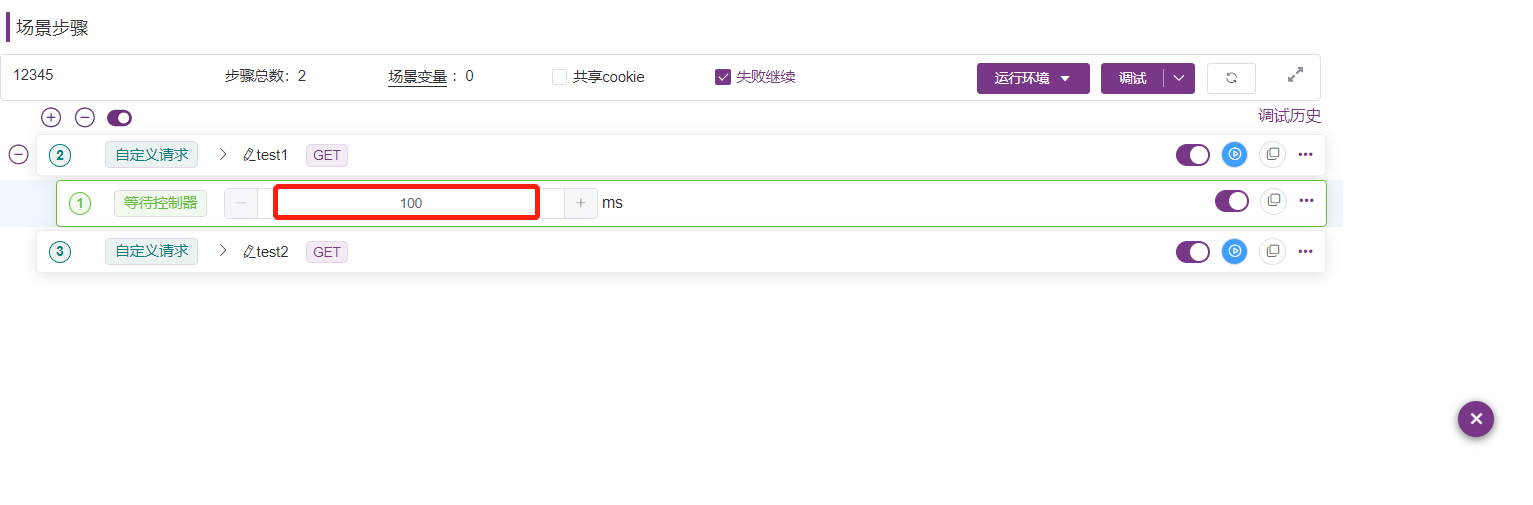 场景步骤
12345 步骤总数: 2 场景变量 : 0 共享cookie 失败继续 运行环境 调试
调试历史
2 自定义请求 test1 GET
1 等待控制器 100 ms
3 自定义请求 test2 GET